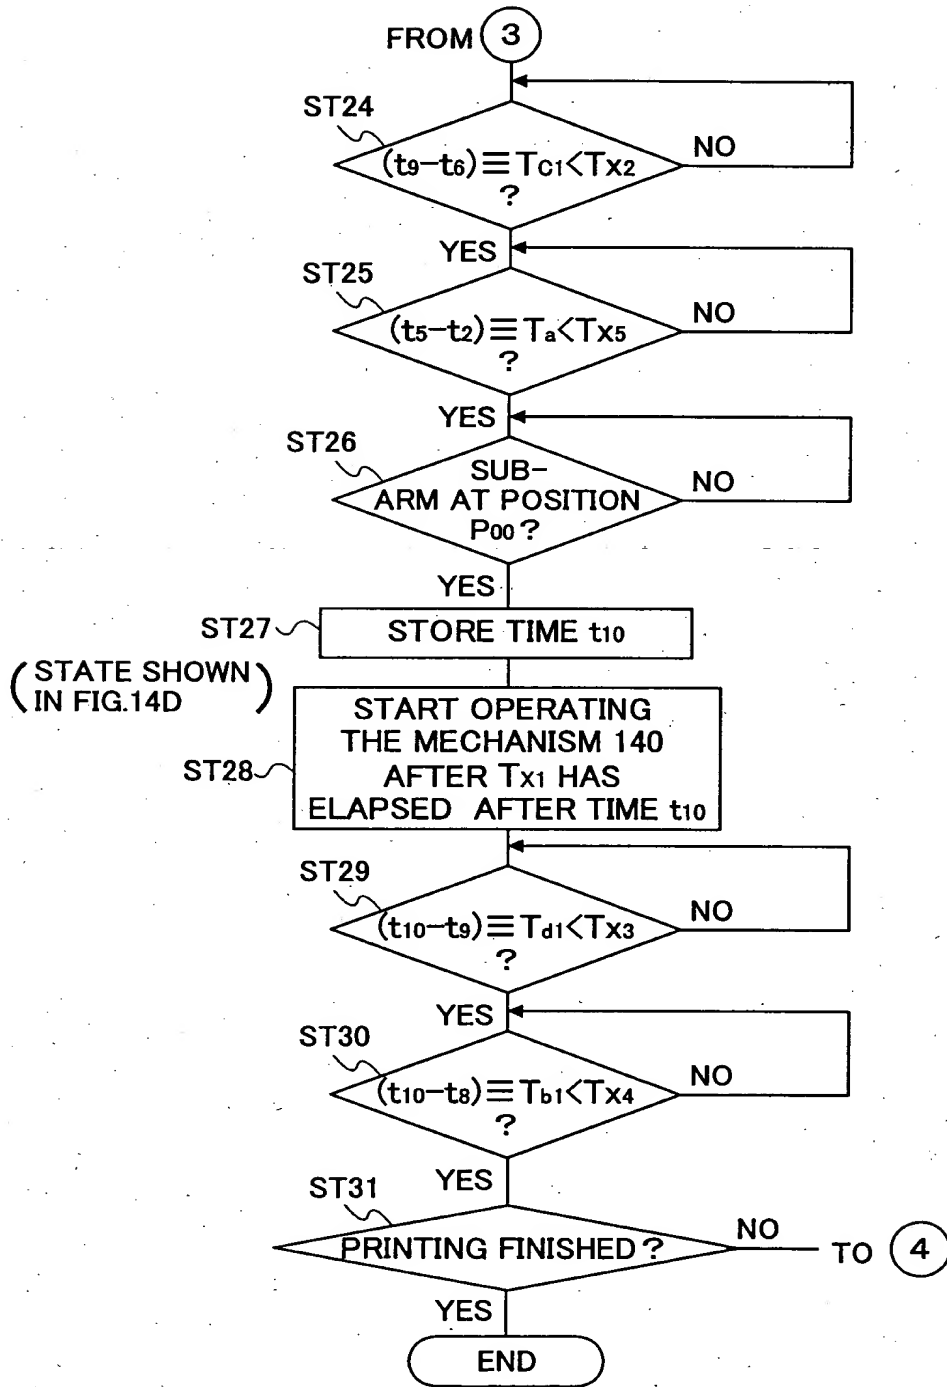 FROM 3
ST24
(t9-t6)≡TC1<TX2
?
NO
YES
ST25
(t5-t2)≡Ta<TX5
?
NO
YES
ST26
SUB-
ARM AT POSITION
P00?
NO
YES
ST27
STORE TIME t10
(STATE SHOWN
IN FIG.14D)
START OPERATING
THE MECHANISM 140
AFTER TX1 HAS
ELAPSED AFTER TIME t10
ST28
ST29
(t10-t9)≡Td1<TX3
?
NO
YES
ST30
(t10-t8)≡Tb1<TX4
?
NO
YES
ST31
PRINTING FINISHED?
NO
TO 4
YES
END